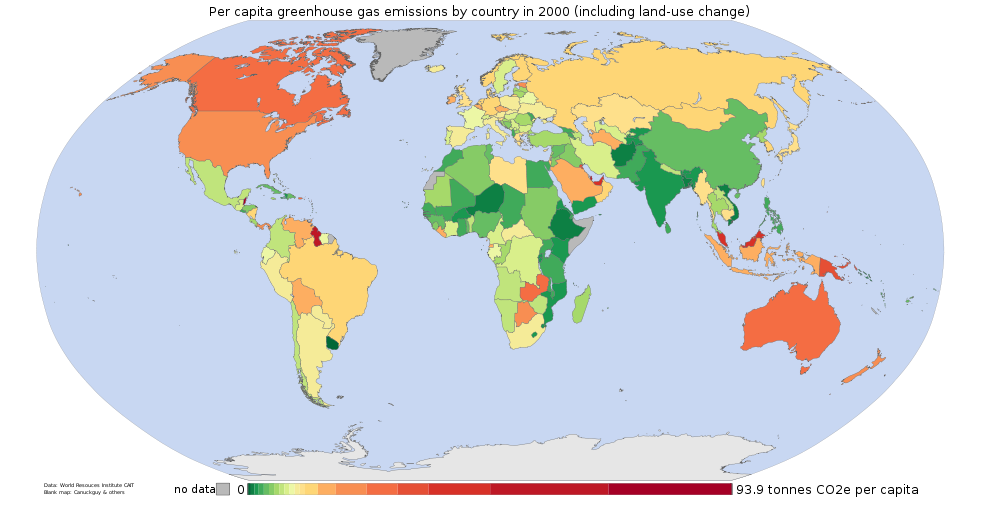 Per capita greenhouse gas emissions by country in 2000 (including land-use change)
Data: World Resouces Institute CAIT
Blank map: Canuckguy & others
no data 0 93.9 tonnes CO2e per capita